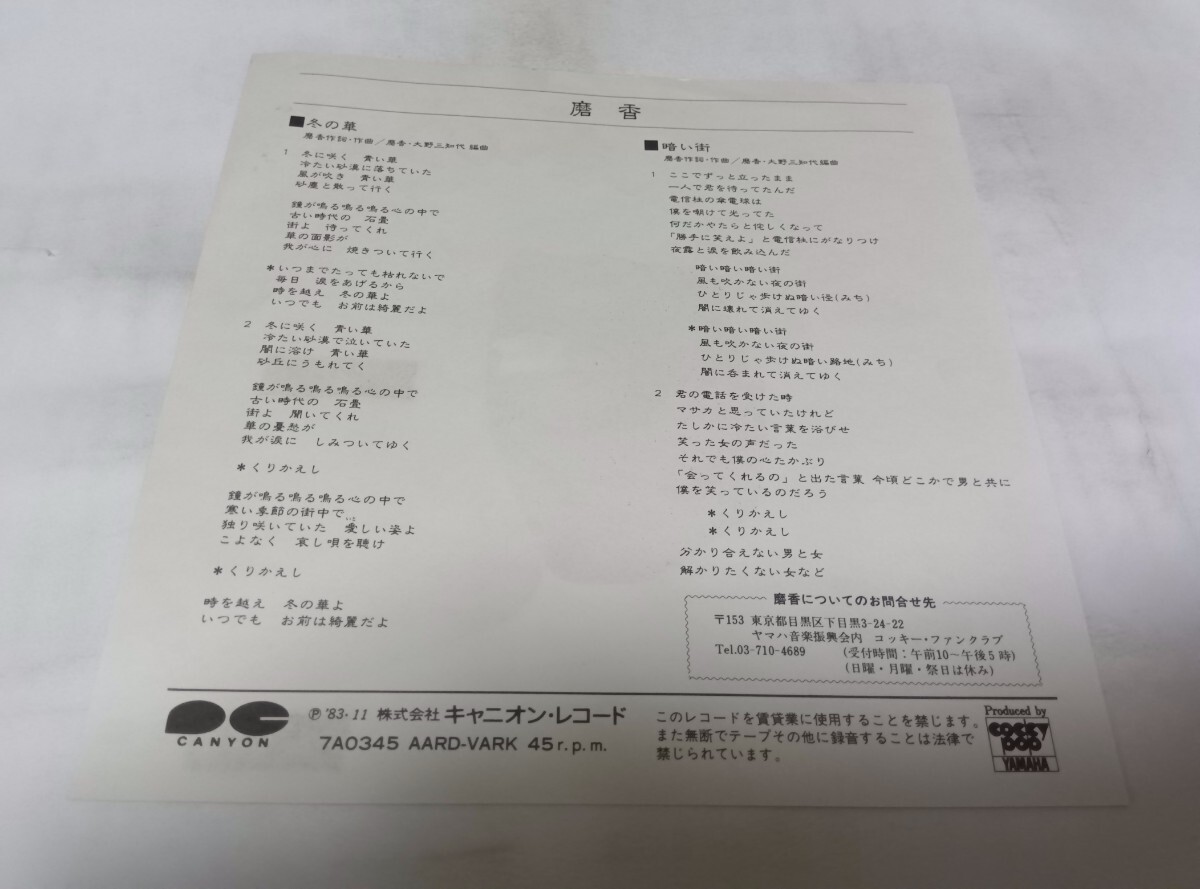 磨香
■冬の華
磨香作詞・作曲／磨香・大野三知代 編曲
1 冬に咲く 青い華
冷たい砂漠に落ちていた
風が吹き 青い華
砂塵と散って行く
鐘が鳴る鳴る鳴る心の中で
古い時代の 石畳
街よ 待ってくれ
華の面影が
我が心に 焼きついて行く
＊いつまでたっても枯れないで
毎日 涙をあげるから
時を越え 冬の華よ
いつでも お前は綺麗だよ
2 冬に咲く 青い華
冷たい砂漠で泣いていた
闇に溶け 青い華
砂丘にうもれてく
鐘が鳴る鳴る鳴る心の中で
古い時代の 石畳
街よ 聞いてくれ
華の憂愁が
我が涙に しみついてゆく
＊くりかえし
鐘が鳴る鳴る鳴る心の中で
寒い季節の街中で
独り咲いていた 愛しい姿よ
こよなく 哀し唄を聴け
＊くりかえし
時を越え 冬の華よ
いつでも お前は綺麗だよ
■暗い街
磨香作詞・作曲／磨香・大野三知代編曲
1 ここでずっと立ったまま
一人で君を待ってたんだ
電信柱の傘電球は
僕を嘲けて光ってた
何だかやたらと侘しくなって
「勝手に笑えよ」と電信柱にがなりつけ
夜露と涙を飲み込んだ
暗い暗い暗い街
風も吹かない夜の街
ひとりじゃ歩けぬ暗い径(みち)
闇に壊れて消えてゆく
＊暗い暗い暗い街
風も吹かない夜の街
ひとりじゃ歩けぬ暗い路地(みち)
闇に呑まれて消えてゆく
2 君の電話を受けた時
マサカと思っていたけれど
たしかに冷たい言葉を浴びせ
笑った女の声だった
それでも僕の心たかぶり
「会ってくれるの」と出た言葉 今頃どこかで男と共に
僕を笑っているのだろう
＊くりかえし
＊くりかえし
分かり合えない男と女
解かりたくない女など
磨香についてのお問合せ先
〒153 東京都目黒区下目黒3-24-22
ヤマハ音楽振興会内 コッキー・ファンクラブ
Tel.03-710-4689 (受付時間：午前10〜午後5時)
(日曜・月曜・祭日は休み)
CANYON
Ⓟ'83・11 株式会社 キャニオン・レコード
7A0345 AARD-VARK 45r.p.m.
このレコードを賃貸業に使用することを禁じます。
また無断でテープその他に録音することは法律で
禁じられています。
Produced by
cocky
pop
YAMAHA